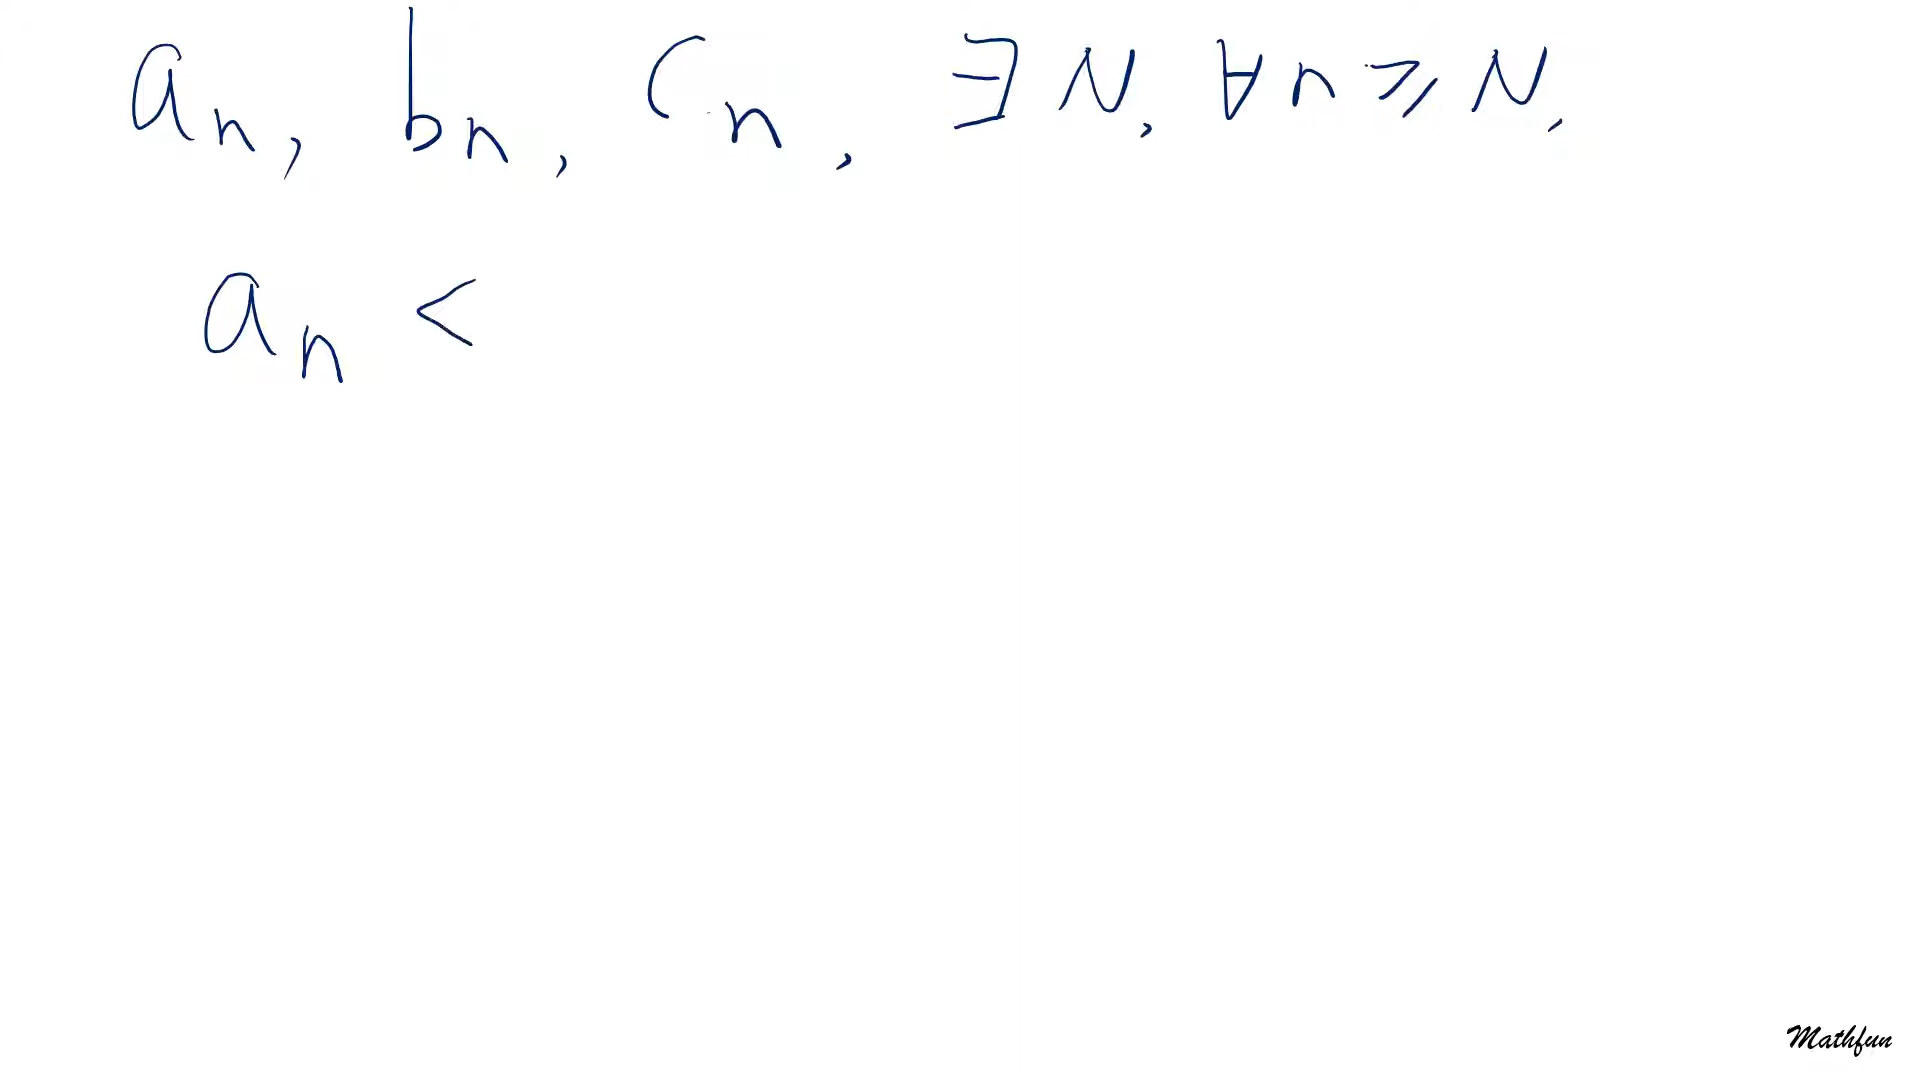 aₙ, bₙ, cₙ, ∃ N, ∀n ⩾ N,
aₙ <
Mathfun